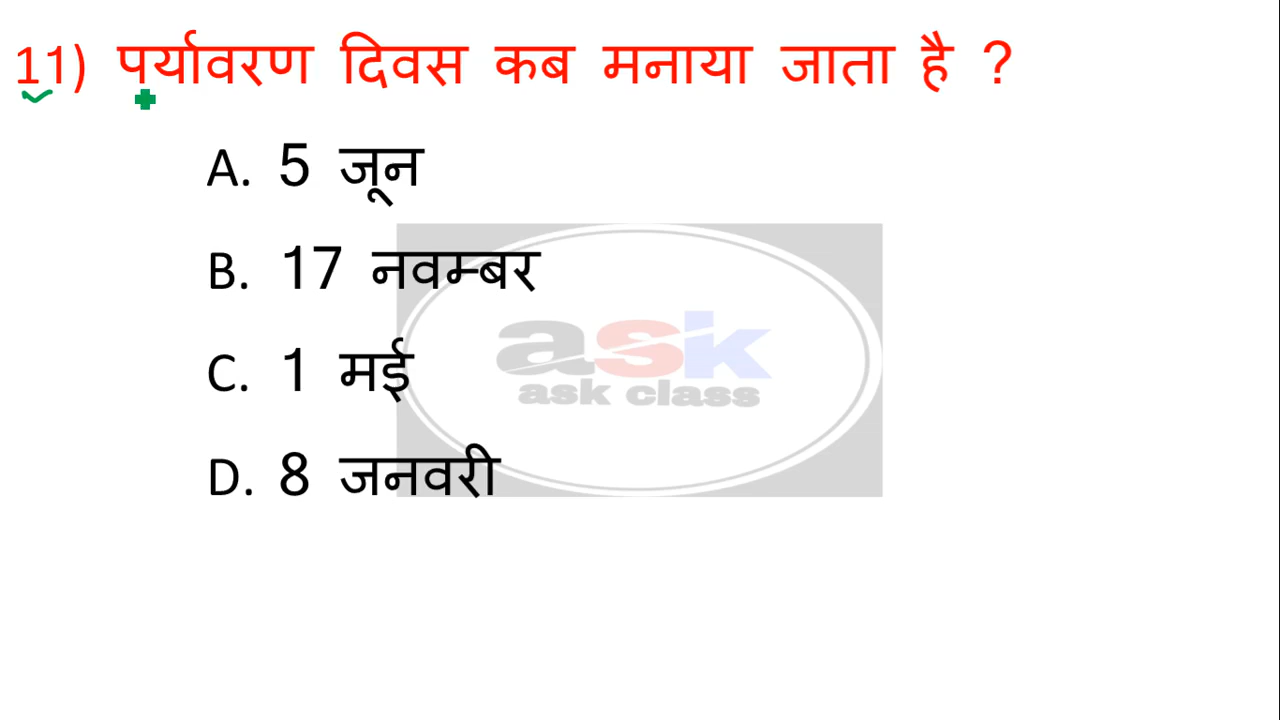 11) पर्यावरण दिवस कब मनाया जाता है ?
A. 5 जून
B. 17 नवम्बर
ask
C. 1 मई
ask class
D. 8 जनवरी